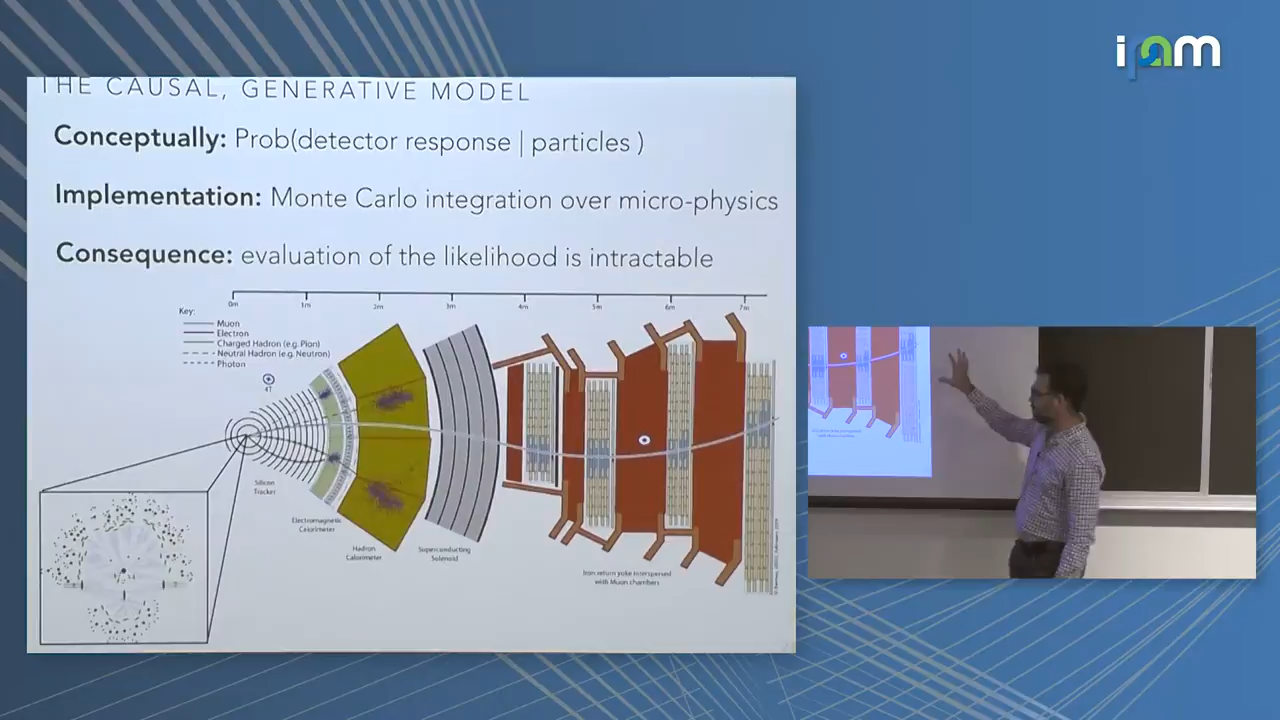 THE CAUSAL, GENERATIVE MODEL
Conceptually: Prob(detector response | particles )
Implementation: Monte Carlo integration over micro-physics
Consequence: evaluation of the likelihood is intractable
0m 1m 2m 3m 4m 5m 6m 7m
Key:
Muon
Electron
Charged Hadron (e.g. Pion)
Neutral Hadron (e.g. Neutron)
Photon
4T
Silicon
Tracker
Electromagnetic
Calorimeter
Hadron
Calorimeter
Superconducting
Solenoid
Iron return yoke interspersed
with Muon chambers
ipam